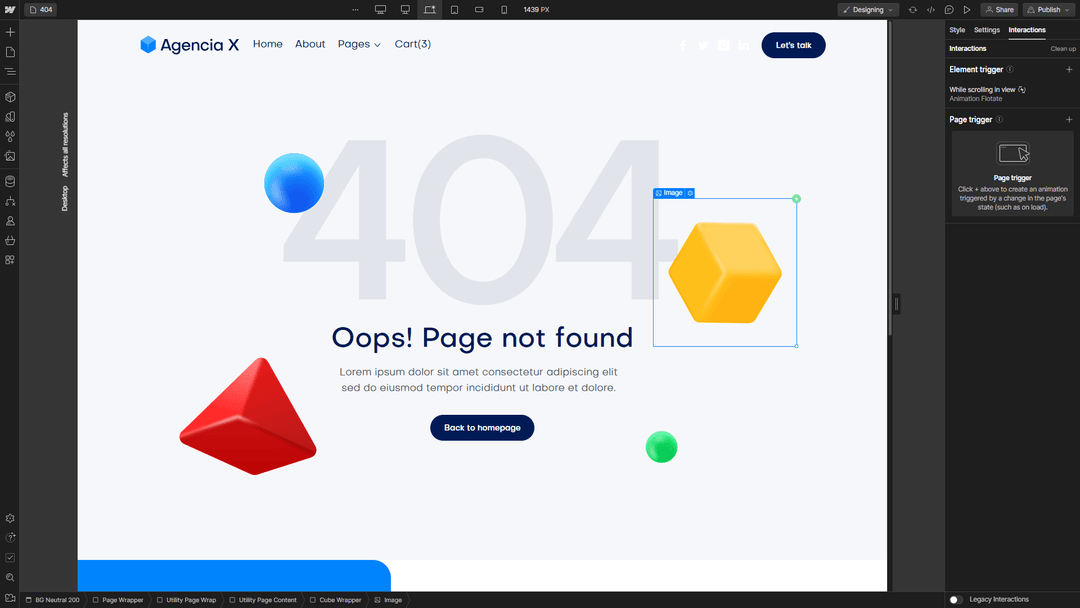 404
1439 PX
Designing
Share
Publish
Style
Settings
Interactions
Interactions
Clean up
Element trigger
While scrolling in view
Animation Flotate
Page trigger
Page trigger
Click + above to create an animation
triggered by a change in the page's
state (such as on load).
Desktop Affects all resolutions
Agencia X
Home
About
Pages
Cart(3)
Let's talk
404
Image
Oops! Page not found
Lorem ipsum dolor sit amet consectetur adipiscing elit
sed do eiusmod tempor incididunt ut labore et dolore.
Back to homepage
BG Neutral 200
Page Wrapper
Utility Page Wrap
Utility Page Content
Cube Wrapper
Image
Legacy Interactions